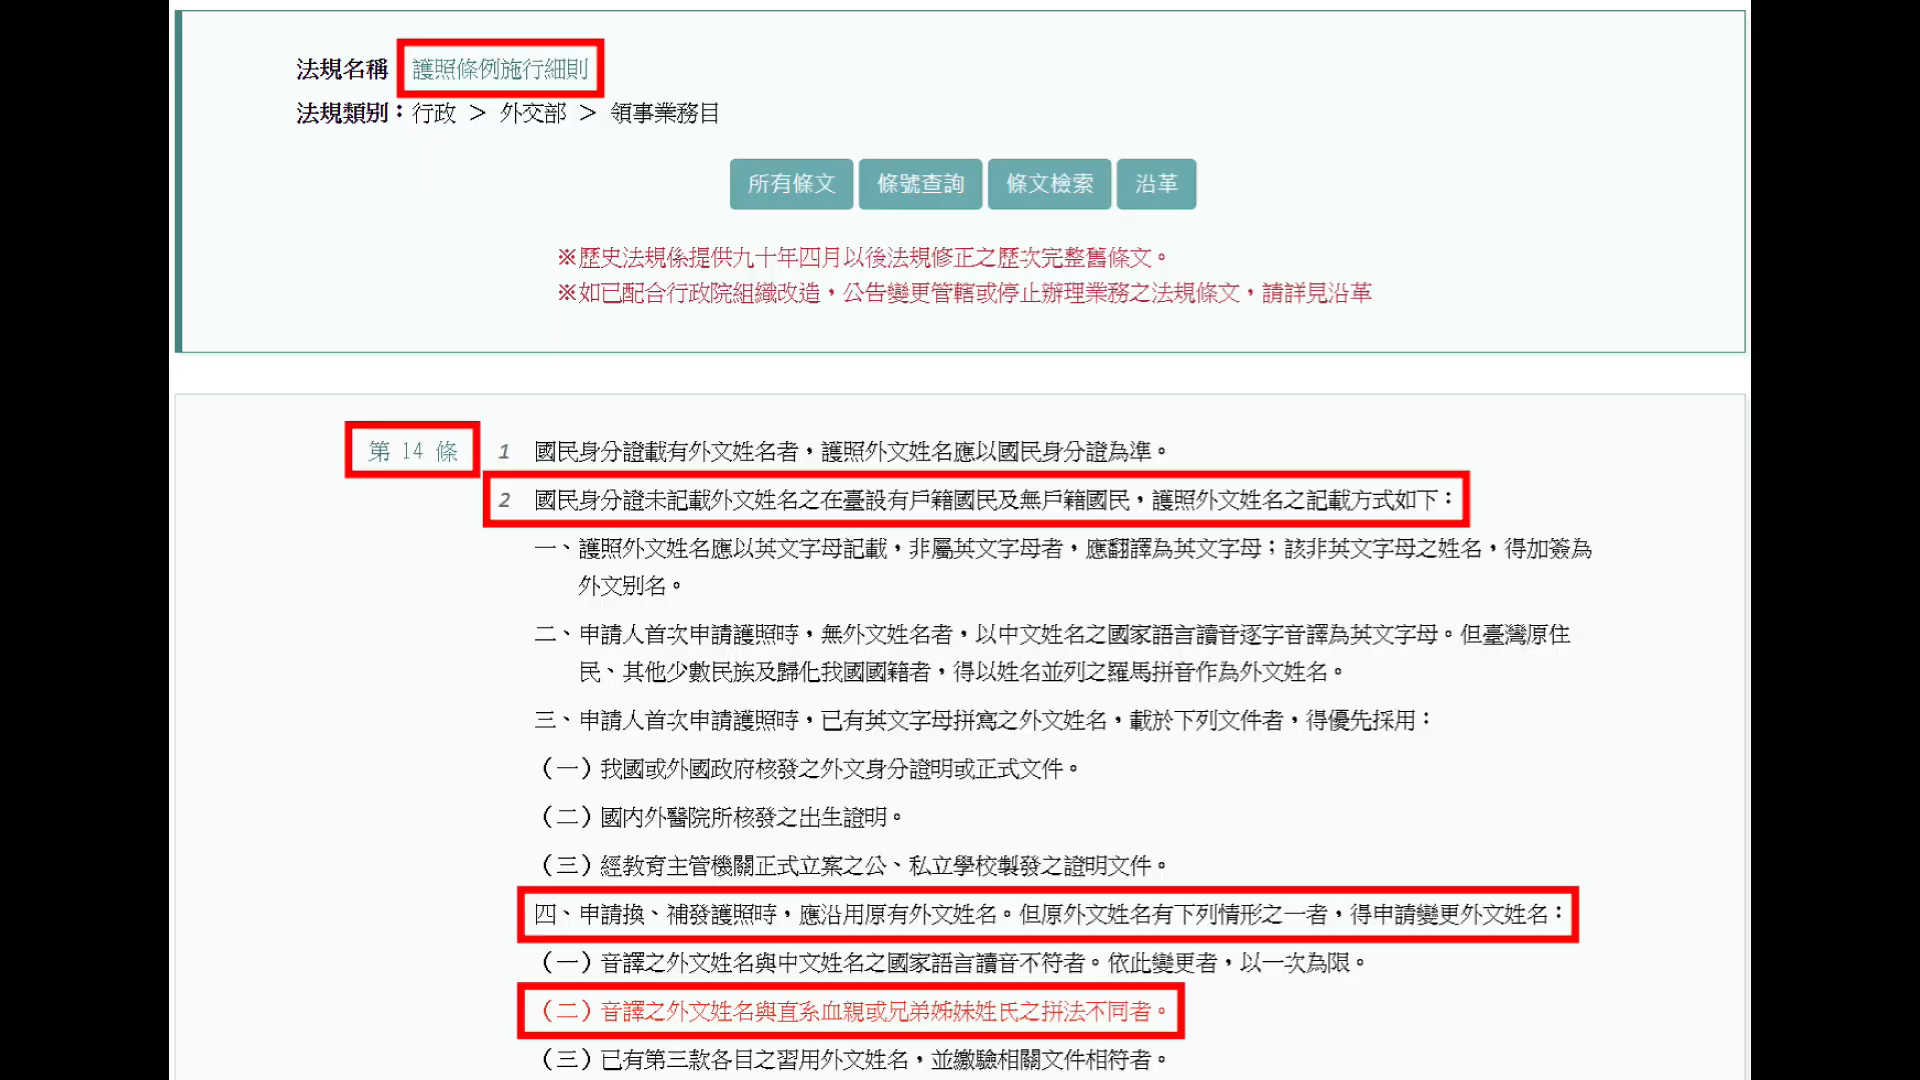 法規名稱 護照條例施行細則
法規類別：行政 ＞ 外交部 ＞ 領事業務目
所有條文 條號查詢 條文檢索 沿革
※歷史法規係提供九十年四月以後法規修正之歷次完整舊條文。
※如已配合行政院組織改造，公告變更管轄或停止辦理業務之法規條文，請詳見沿革
第 14 條 1 國民身分證載有外文姓名者，護照外文姓名應以國民身分證為準。
2 國民身分證未記載外文姓名之在臺設有戶籍國民及無戶籍國民，護照外文姓名之記載方式如下：
一、護照外文姓名應以英文字母記載，非屬英文字母者，應翻譯為英文字母；該非英文字母之姓名，得加簽為
外文別名。
二、申請人首次申請護照時，無外文姓名者，以中文姓名之國家語言讀音逐字音譯為英文字母。但臺灣原住
民、其他少數民族及歸化我國國籍者，得以姓名並列之羅馬拼音作為外文姓名。
三、申請人首次申請護照時，已有英文字母拼寫之外文姓名，載於下列文件者，得優先採用：
（一）我國或外國政府核發之外文身分證明或正式文件。
（二）國內外醫院所核發之出生證明。
（三）經教育主管機關正式立案之公、私立學校製發之證明文件。
四、申請換、補發護照時，應沿用原有外文姓名。但原外文姓名有下列情形之一者，得申請變更外文姓名：
（一）音譯之外文姓名與中文姓名之國家語言讀音不符者。依此變更者，以一次為限。
（二）音譯之外文姓名與直系血親或兄弟姊妹姓氏之拼法不同者。
（三）已有第三款各目之習用外文姓名，並繳驗相關文件相符者。